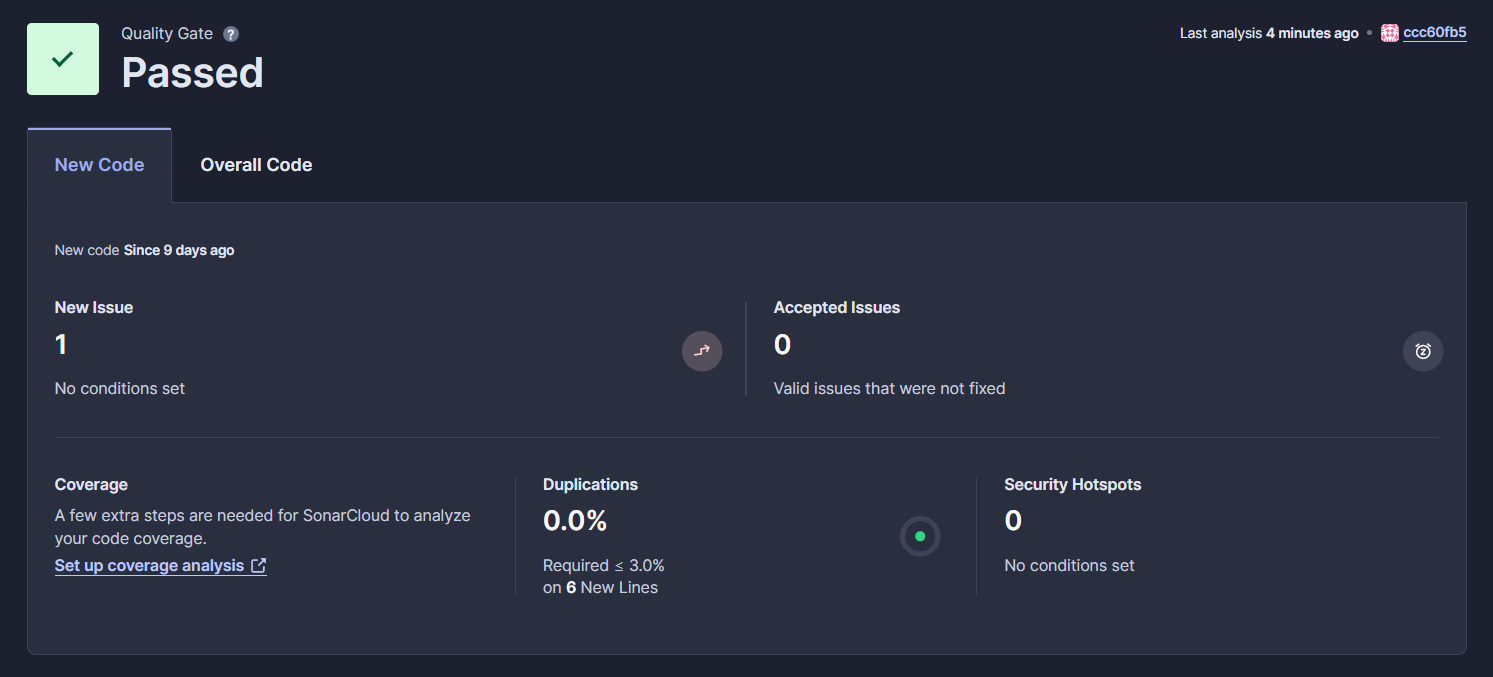 Quality Gate ?
Passed
Last analysis 4 minutes ago • ccc60fb5
New Code
Overall Code
New code Since 9 days ago
New Issue
1
No conditions set
Accepted Issues
0
Valid issues that were not fixed
Coverage
A few extra steps are needed for SonarCloud to analyze
your code coverage.
Set up coverage analysis
Duplications
0.0%
Required ≤ 3.0%
on 6 New Lines
Security Hotspots
0
No conditions set